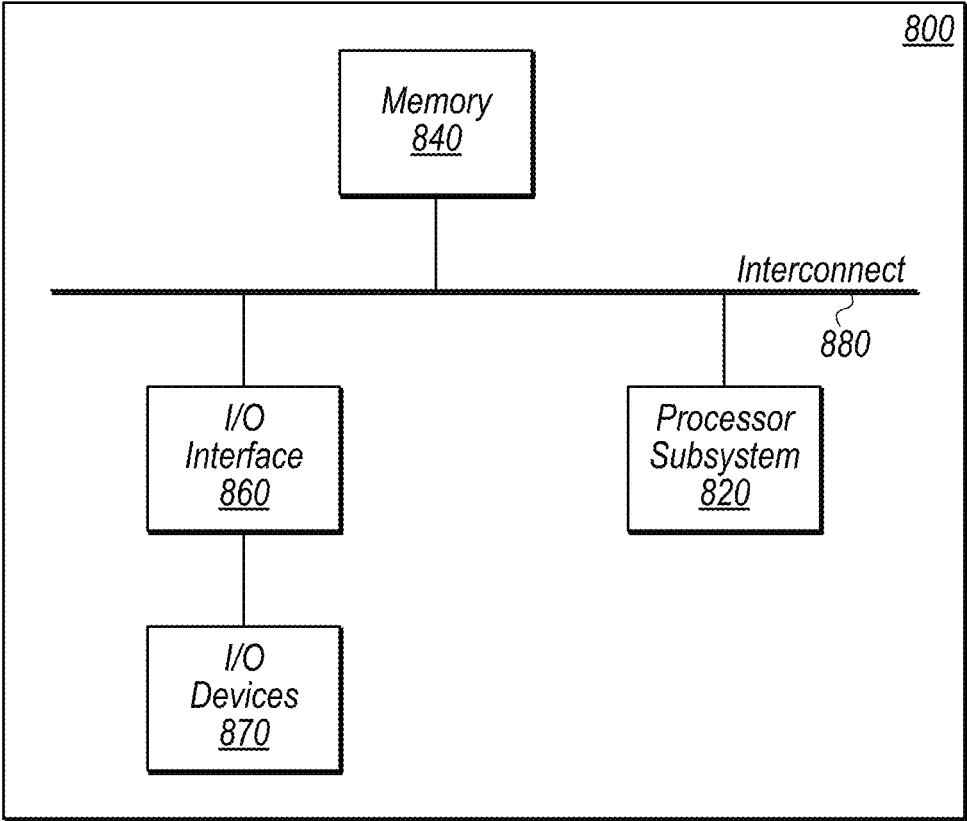 800
Memory
840
Interconnect
880
I/O
Interface
860
Processor
Subsystem
820
I/O
Devices
870